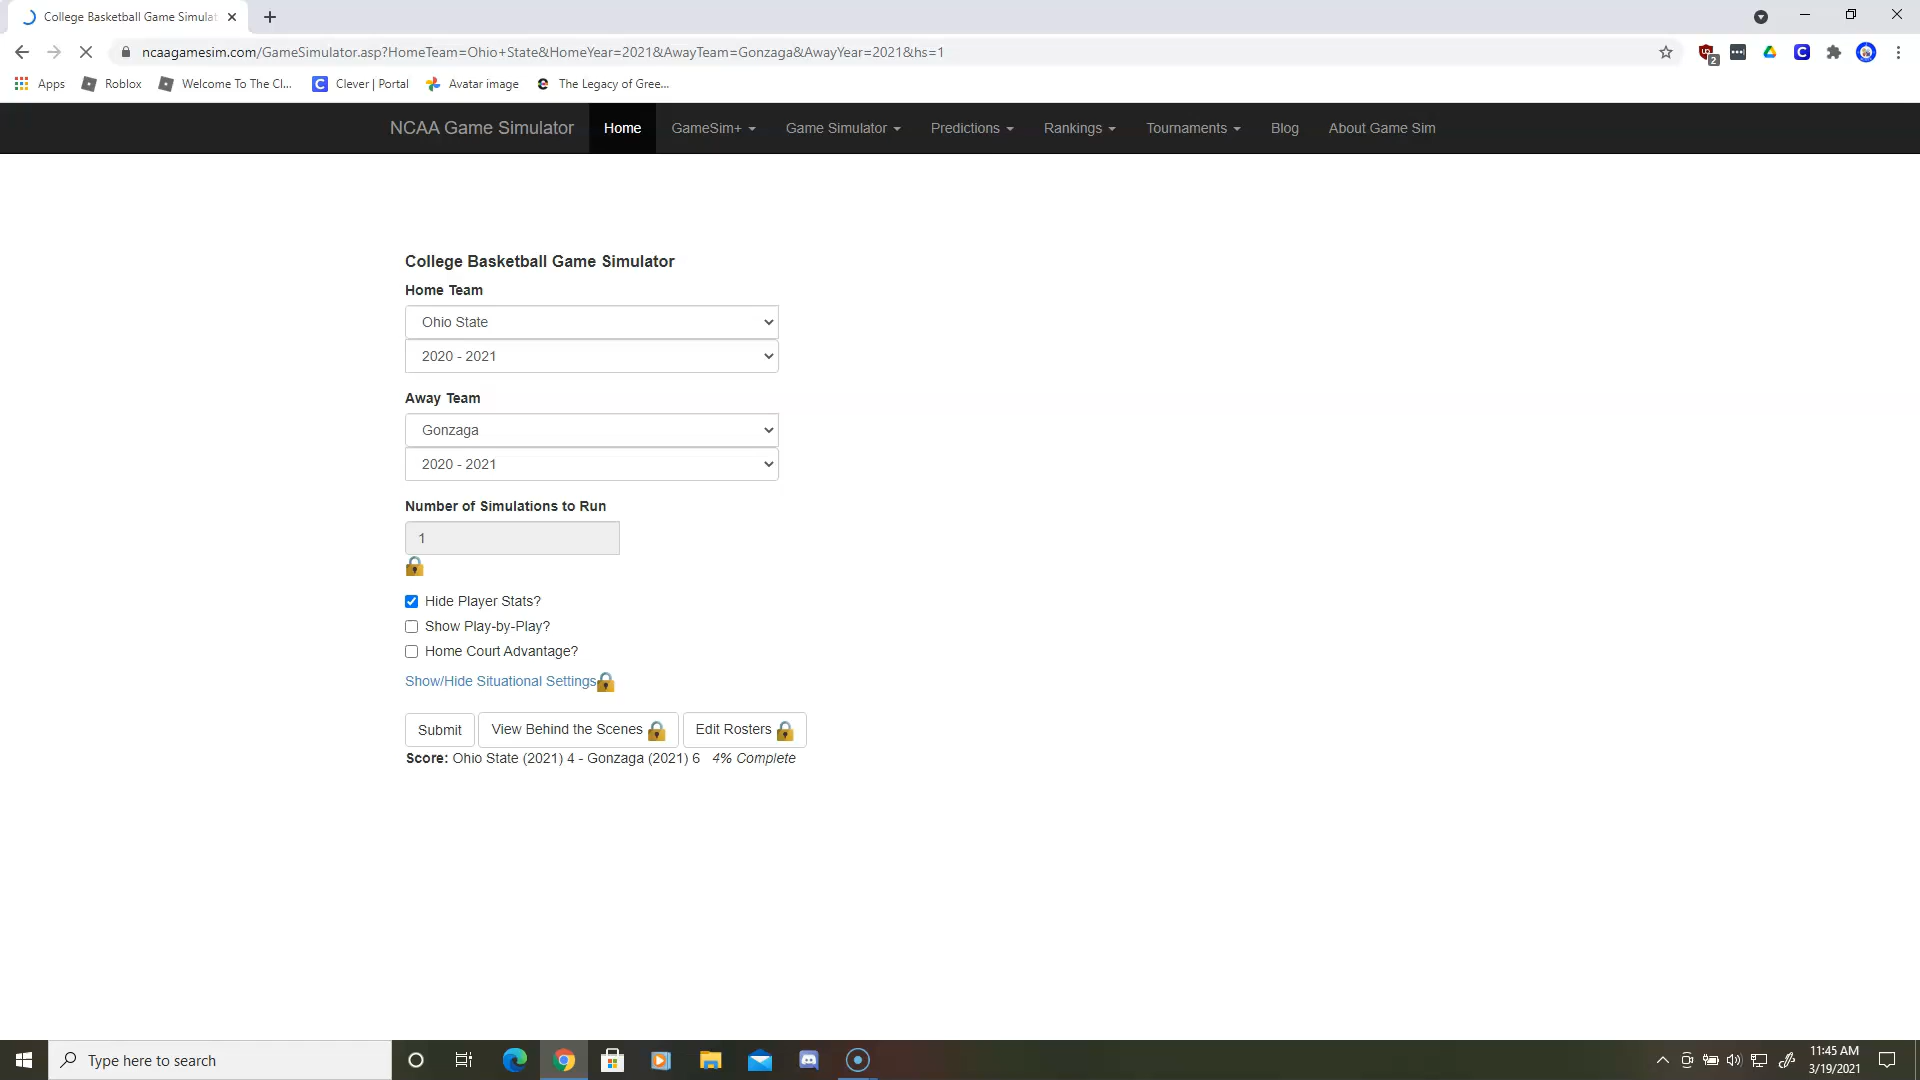 College Basketball Game Simulat
ncaagamesim.com/GameSimulator.asp?HomeTeam=Ohio+State&HomeYear=2021&AwayTeam=Gonzaga&AwayYear=2021&hs=1
2
Apps
Roblox
Welcome To The Cl...
Clever | Portal
Avatar image
The Legacy of Gree...
NCAA Game Simulator
Home
GameSim+
Game Simulator
Predictions
Rankings
Tournaments
Blog
About Game Sim
College Basketball Game Simulator
Home Team
Ohio State
2020 - 2021
Away Team
Gonzaga
2020 - 2021
Number of Simulations to Run
1
Hide Player Stats?
Show Play-by-Play?
Home Court Advantage?
Show/Hide Situational Settings
Submit
View Behind the Scenes
Edit Rosters
Score: Ohio State (2021) 4 - Gonzaga (2021) 6 4% Complete
Type here to search
11:45 AM
3/19/2021